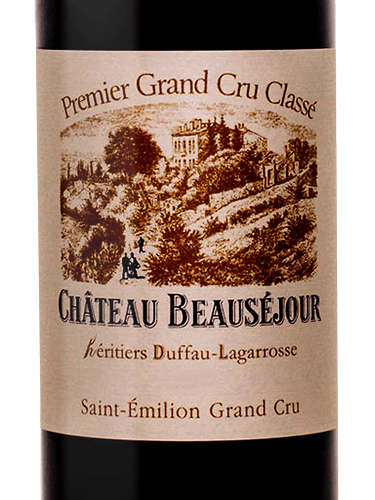 Premier Grand Cru Classé
CHÂTEAU BEAUSÉJOUR
héritiers Duffau-Lagarrosse
Saint-Émilion Grand Cru